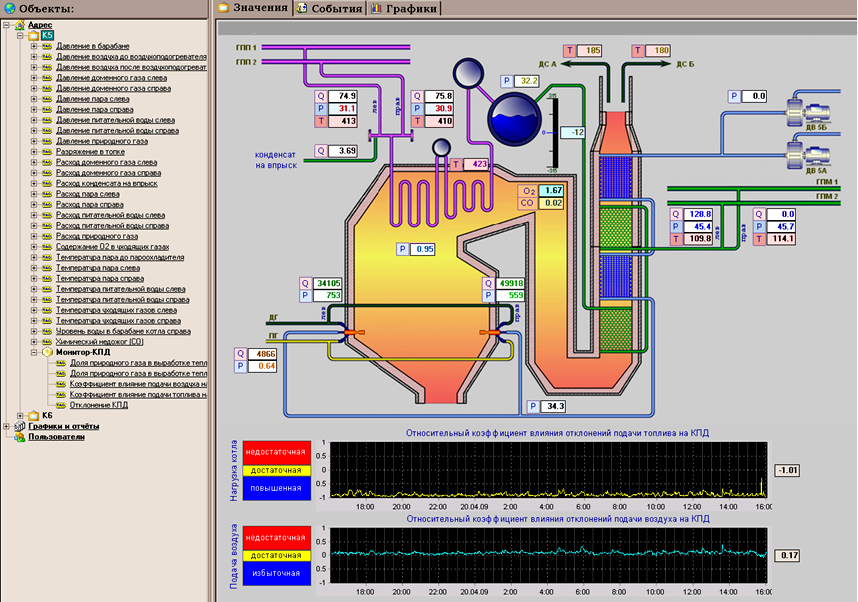 Объекты:
Значения
События
Графики
Адрес
К5
Давление в барабане
Давление воздуха до воздухоподогревателя
Давление воздуха после воздухоподогреват
Давление доменного газа слева
Давление доменного газа справа
Давление пара слева
Давление пара справа
Давление питательной воды слева
Давление питательной воды справа
Давление природного газа
Разряжение в топке
Расход доменного газа слева
Расход доменного газа справа
Расход конденсата на впрыск
Расход пара слева
Расход пара справа
Расход питательной воды слева
Расход питательной воды справа
Расход природного газа
Содержание О2 в уходящих газах
Температура пара до пароохладителя
Температура пара слева
Температура пара справа
Температура питательной воды слева
Температура питательной воды справа
Температура уходящих газов слева
Температура уходящих газов справа
Уровень воды в барабане котла справа
Химический недожог (СО)
Монитор-КПД
Доля природного газа в выработке тепл
Доля природного газа в выработке тепл
Коэффициент влияние подачи воздуха на
Коэффициент влияние подачи топлива н
Отклонение КПД
К6
Графики и отчёты
Пользователи
ГПП 1
ГПП 2
Q 74.9
P 31.1
T 413
лев
прав
Q 75.8
P 30.9
T 410
Q 3.69
конденсат
на впрыск
T 423
P 32.2
-315
0
-12
-315
T 185
ДС А
T 180
ДС Б
P 0.0
ДВ 5Б
ДВ 5А
ГПМ 1
ГПМ 2
O2 1.67
CO 0.02
Q 128.8
P 45.4
T 109.8
лев
прав
Q 0.0
P 45.7
T 114.1
P 0.95
Q 34105
P 753
лев
Q 49918
P 559
прав
ДГ
ПГ
Q 4866
P 0.64
P 34.3
Относительный коэффициент влияния отклонений подачи топлива на КПД
Нагрузка котла
недостаточная
достаточная
повышенная
1
0.5
0
-0.5
-1
-1.01
18:00 20:00 22:00 20.04.09 2:00 4:00 6:00 8:00 10:00 12:00 14:00 16:00
Относительный коэффициент влияния отклонений подачи воздуха на КПД
Подача воздуха
недостаточная
достаточная
избыточная
1
0.5
0
-0.5
-1
0.17
18:00 20:00 22:00 20.04.09 2:00 4:00 6:00 8:00 10:00 12:00 14:00 16:00